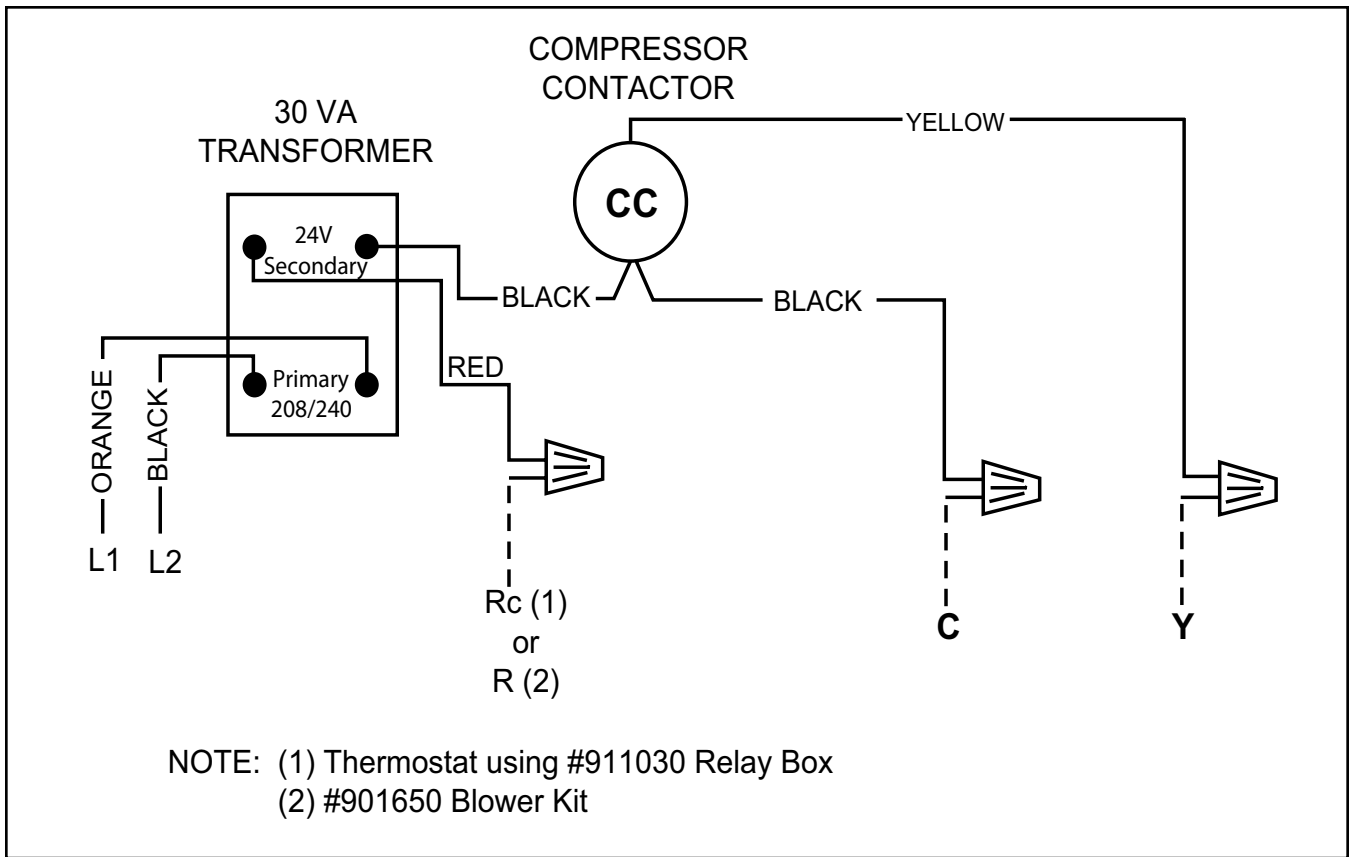 COMPRESSOR
CONTACTOR
30 VA
TRANSFORMER
YELLOW
CC
24V
Secondary
BLACK
BLACK
RED
Primary
208/240
ORANGE
BLACK
L1
L2
Rc (1)
or
R (2)
C
Y
NOTE: (1) Thermostat using #911030 Relay Box
(2) #901650 Blower Kit